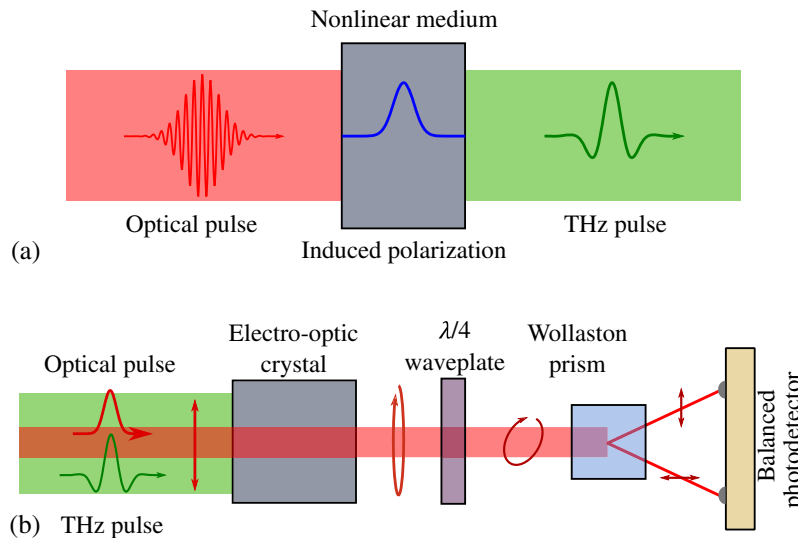 Nonlinear medium
Optical pulse
THz pulse
Induced polarization
(a)
Electro-optic
crystal
λ/4
waveplate
Wollaston
prism
Optical pulse
Balanced
photodetector
THz pulse
(b)